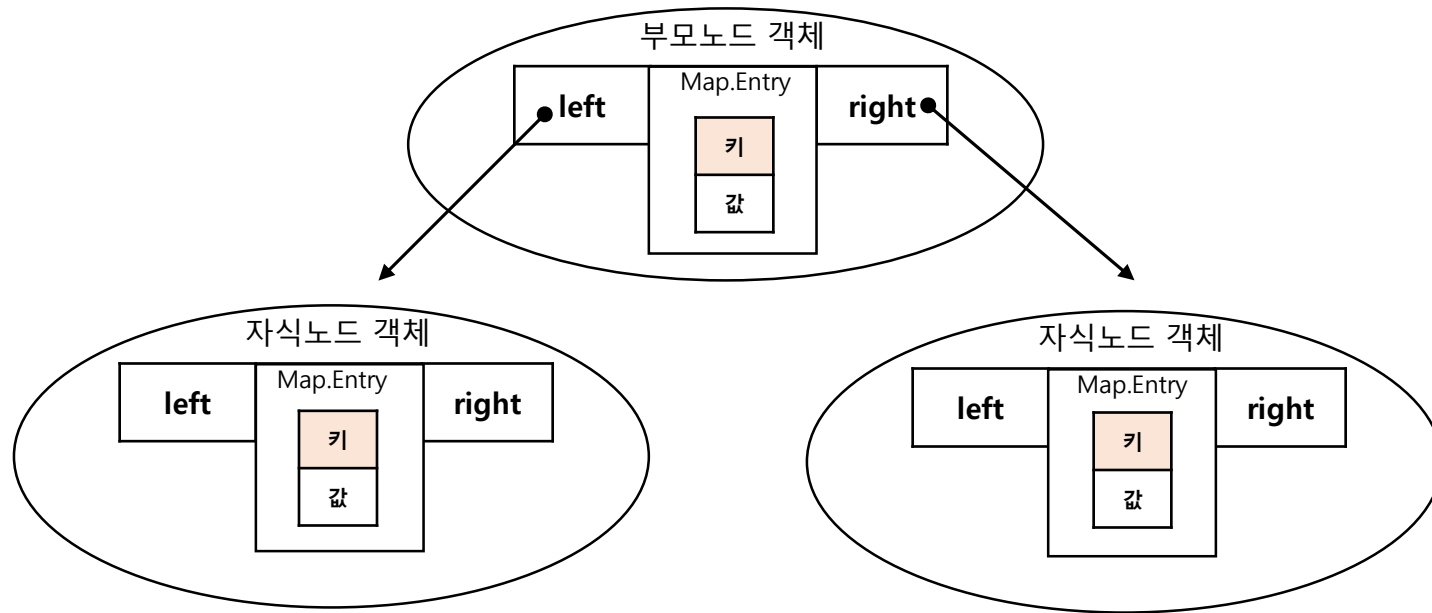 부모노드 객체
Map.Entry
left
right
키
값
자식노드 객체
Map.Entry
left
right
키
값
자식노드 객체
Map.Entry
left
right
키
값